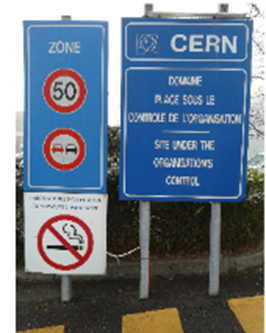 ZONE
50
CERN
DOMAINE
PLACE SOUS LE
CONTROLE DE L'ORGANISATION
SITE UNDER THE
ORGANISATION'S
CONTROL